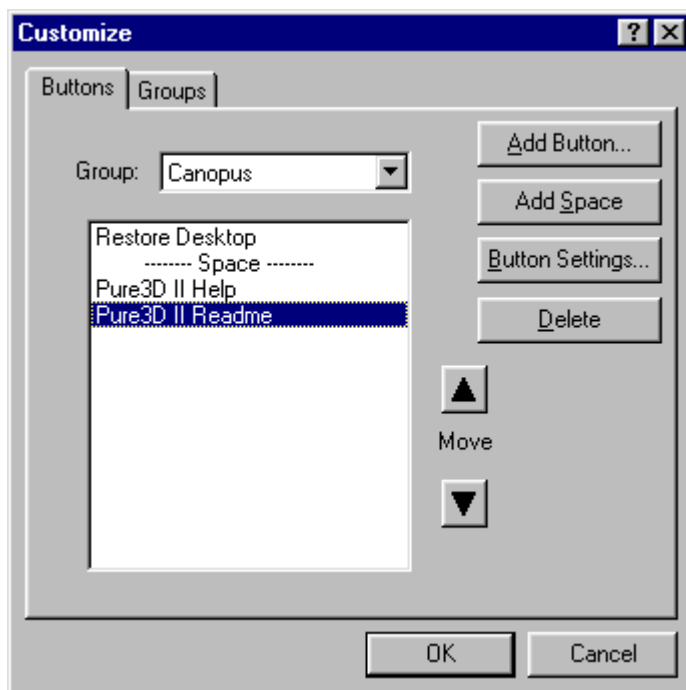 Customize
Buttons Groups
Group: Canopus
Add Button...
Add Space
Button Settings...
Delete
Restore Desktop
-------- Space --------
Pure3D II Help
Pure3D II Readme
Move
OK Cancel